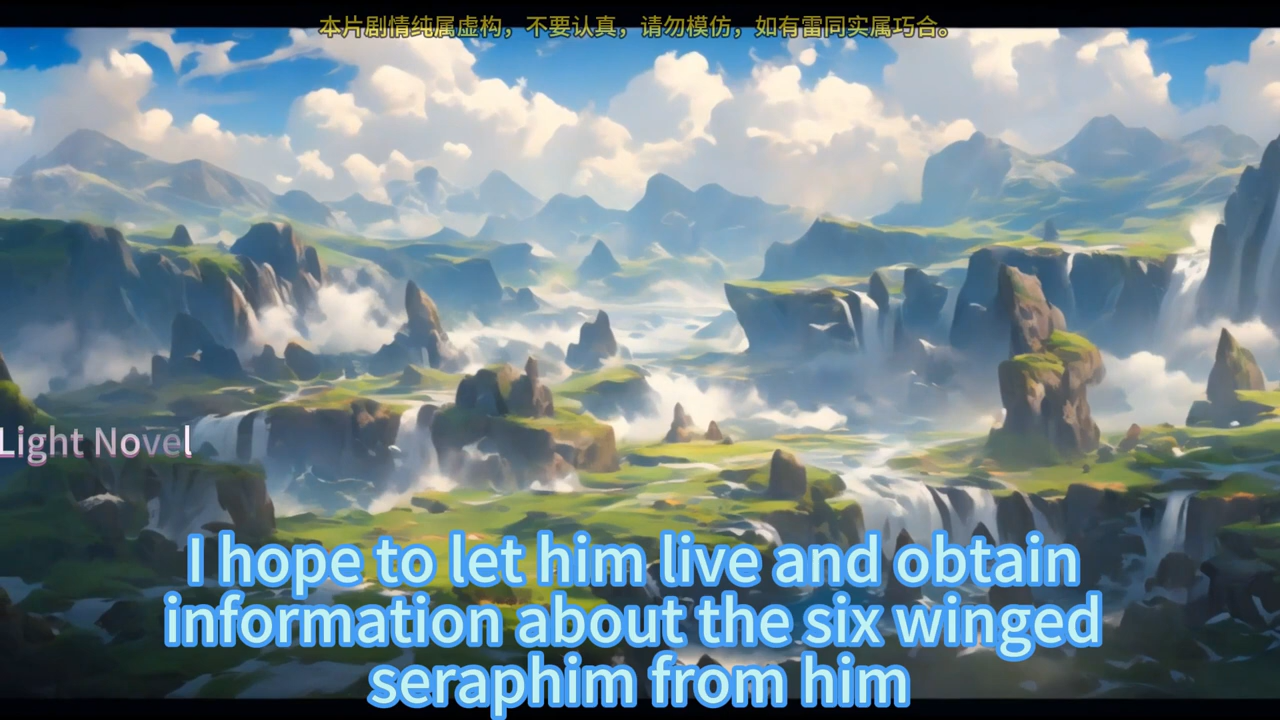 本片剧情纯属虚构，不要认真，请勿模仿，如有雷同实属巧合。
Light Novel
I hope to let him live and obtain
information about the six winged
seraphim from him